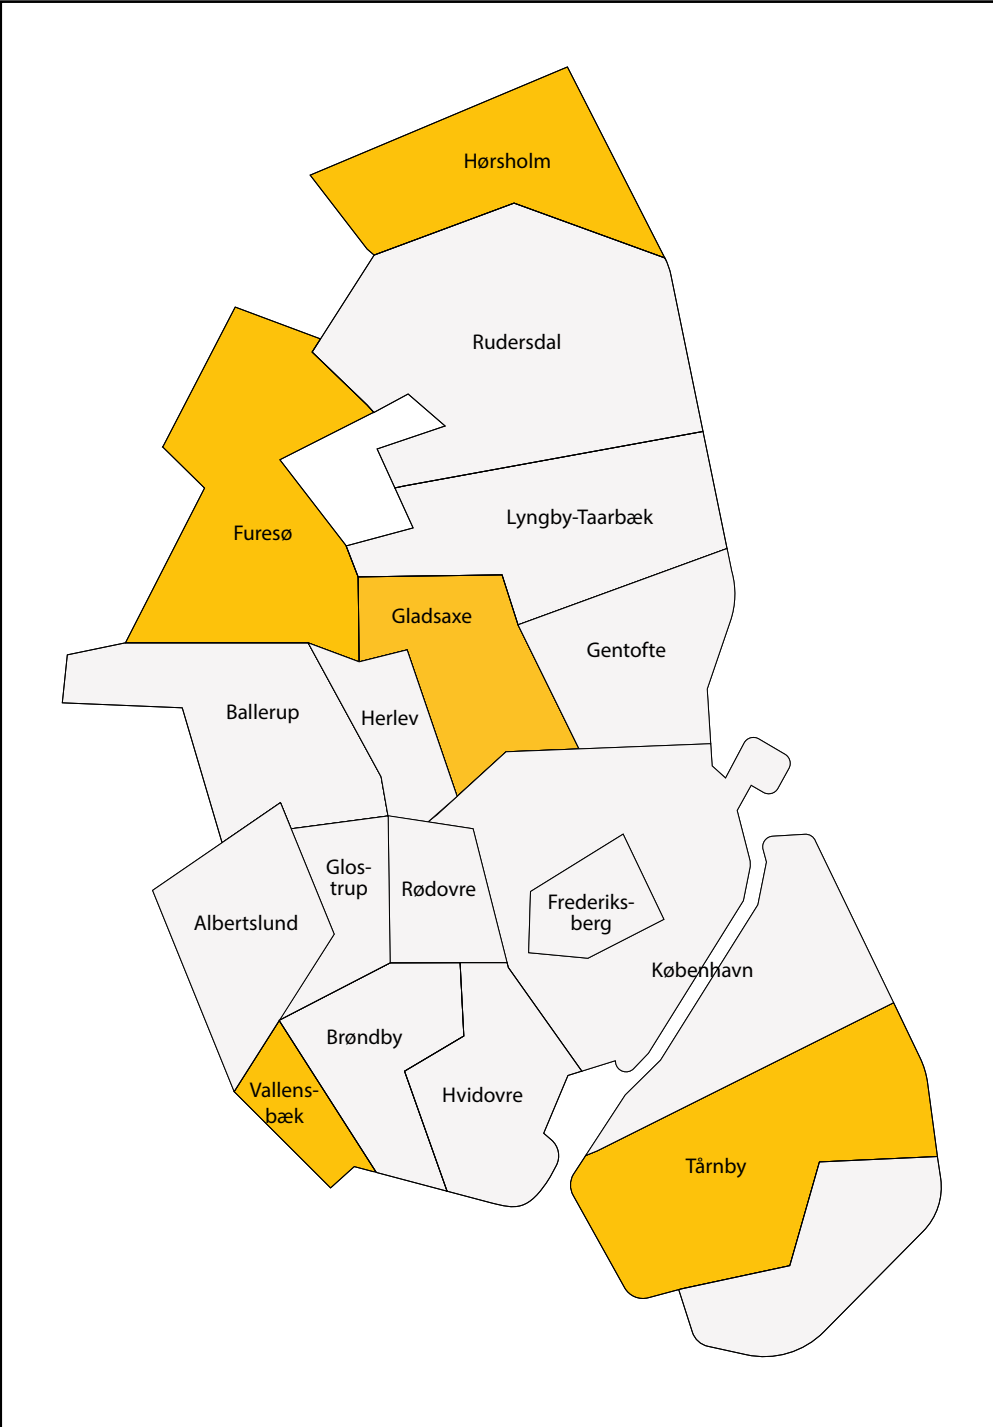 Hørsholm
Rudersdal
Lyngby-Taarbæk
Furesø
Gladsaxe
Gentofte
Ballerup
Herlev
Glos-
trup
Rødovre
Frederiks-
berg
Albertslund
København
Brøndby
Vallens-
bæk
Hvidovre
Tårnby